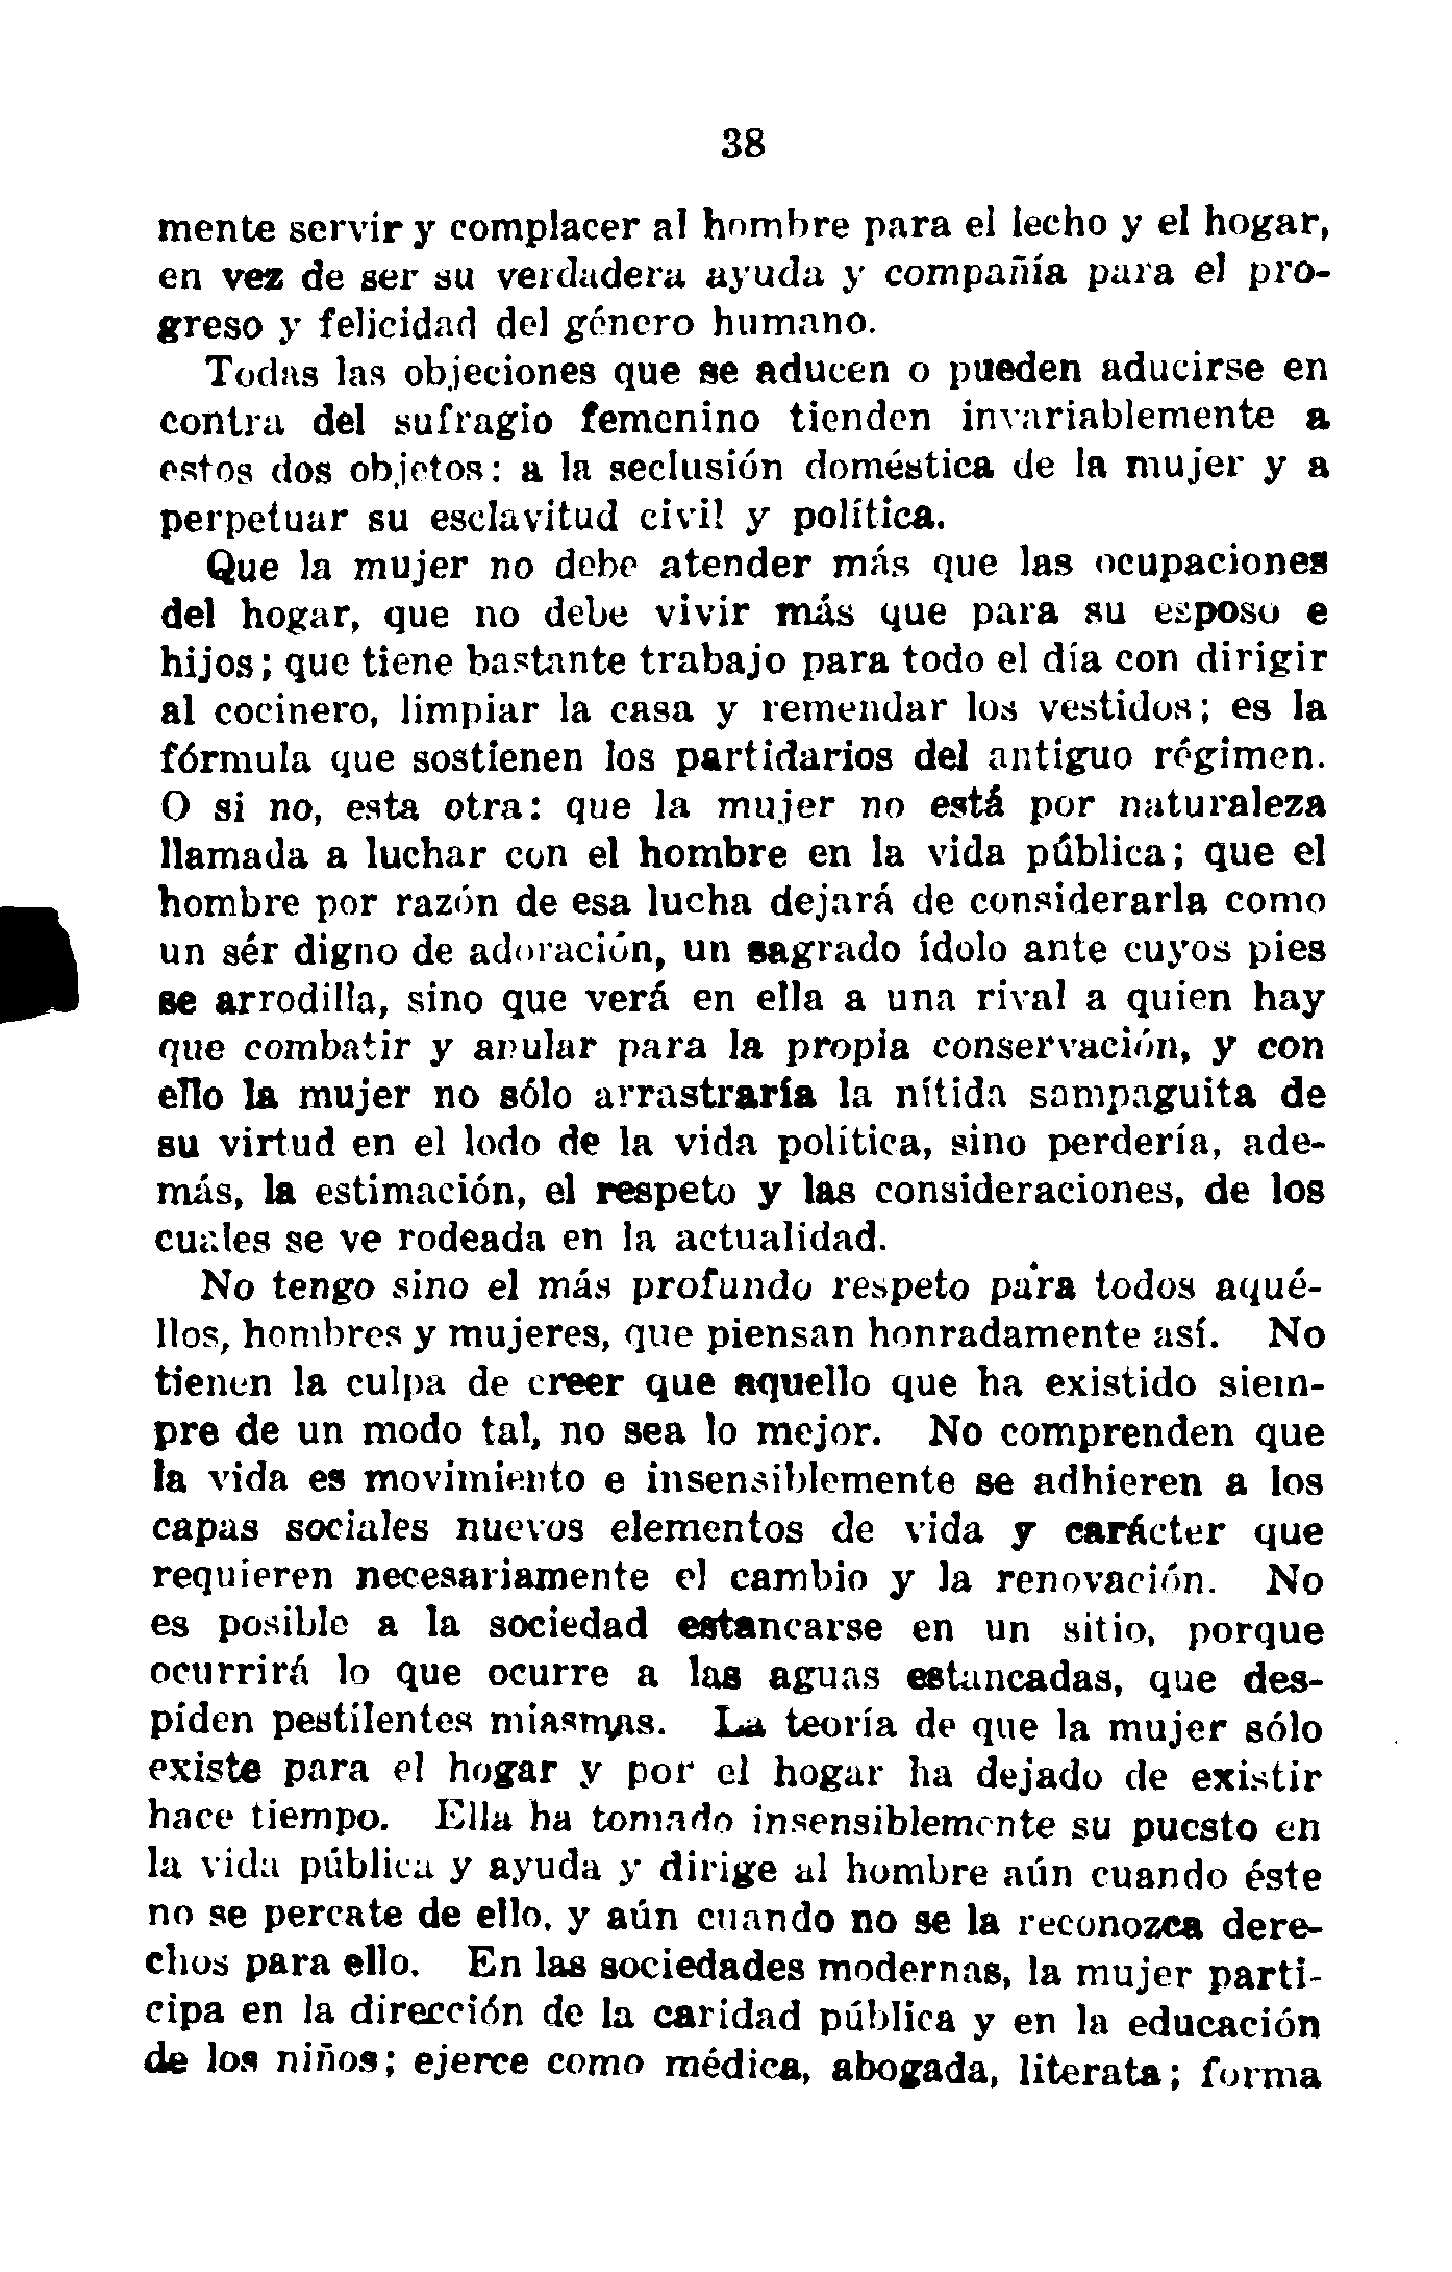 38
mente servir y complacer al hombre para el lecho y el hogar,
en vez de ser su verdadera ayuda y compañía para el pro-
greso y felicidad del género humano.
Todas las objeciones que se aducen o pueden aducirse en
contra del sufragio femenino tienden invariablemente a
estos dos objetos: a la seclusión doméstica de la mujer y a
perpetuar su esclavitud civil y política.
Que la mujer no debe atender más que las ocupaciones
del hogar, que no debe vivir más que para su esposo e
hijos; que tiene bastante trabajo para todo el día con dirigir
al cocinero, limpiar la casa y remendar los vestidos; es la
fórmula que sostienen los partidarios del antiguo régimen.
O si no, esta otra: que la mujer no está por naturaleza
llamada a luchar con el hombre en la vida pública; que el
hombre por razón de esa lucha dejará de considerarla como
un sér digno de adoración, un sagrado ídolo ante cuyos pies
se arrodilla, sino que verá en ella a una rival a quien hay
que combatir y anular para la propia conservación, y con
ello la mujer no sólo arrastraría la nítida sampaguita de
su virtud en el lodo de la vida política, sino perdería, ade-
más, la estimación, el respeto y las consideraciones, de los
cuales se ve rodeada en la actualidad.
No tengo sino el más profundo respeto para todos aqué-
llos, hombres y mujeres, que piensan honradamente así. No
tienen la culpa de creer que aquello que ha existido siem-
pre de un modo tal, no sea lo mejor. No comprenden que
la vida es movimiento e insensiblemente se adhieren a los
capas sociales nuevos elementos de vida y carácter que
requieren necesariamente el cambio y la renovación. No
es posible a la sociedad estancarse en un sitio, porque
ocurrirá lo que ocurre a las aguas estancadas, que des-
piden pestilentes miasmas. La teoría de que la mujer sólo
existe para el hogar y por el hogar ha dejado de existir
hace tiempo. Ella ha tomado insensiblemente su puesto en
la vida pública y ayuda y dirige al hombre aún cuando éste
no se percate de ello, y aún cuando no se la reconozca dere-
chos para ello. En las sociedades modernas, la mujer parti-
cipa en la dirección de la caridad pública y en la educación
de los niños; ejerce como médica, abogada, literata; forma